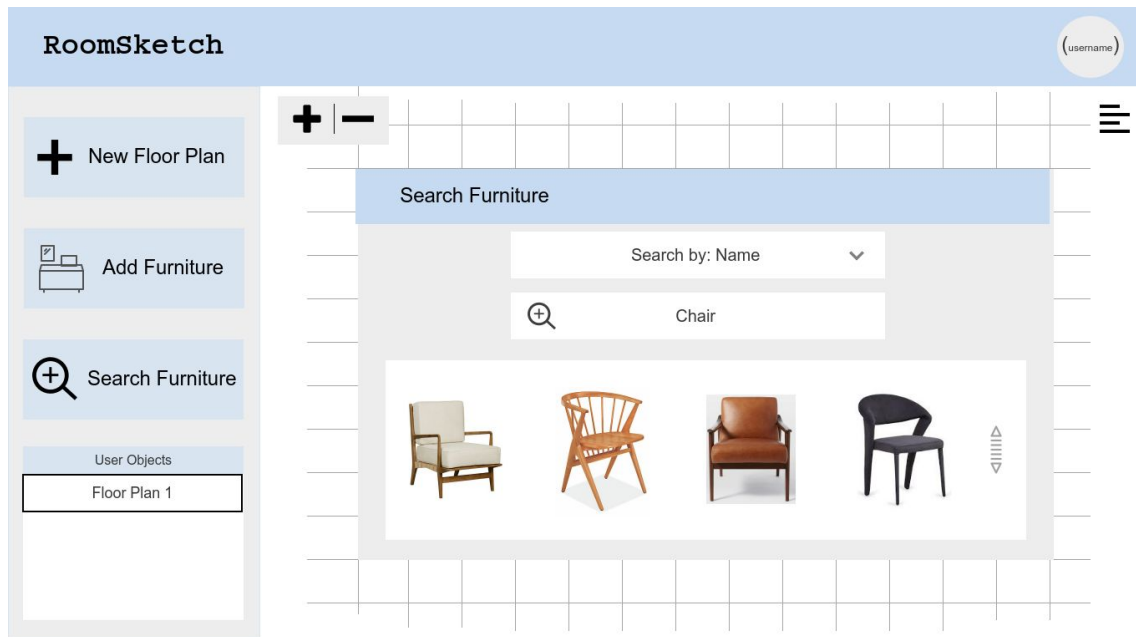 RoomSketch
(username)
New Floor Plan
Add Furniture
Search Furniture
User Objects
Floor Plan 1
Search Furniture
Search by: Name
Chair